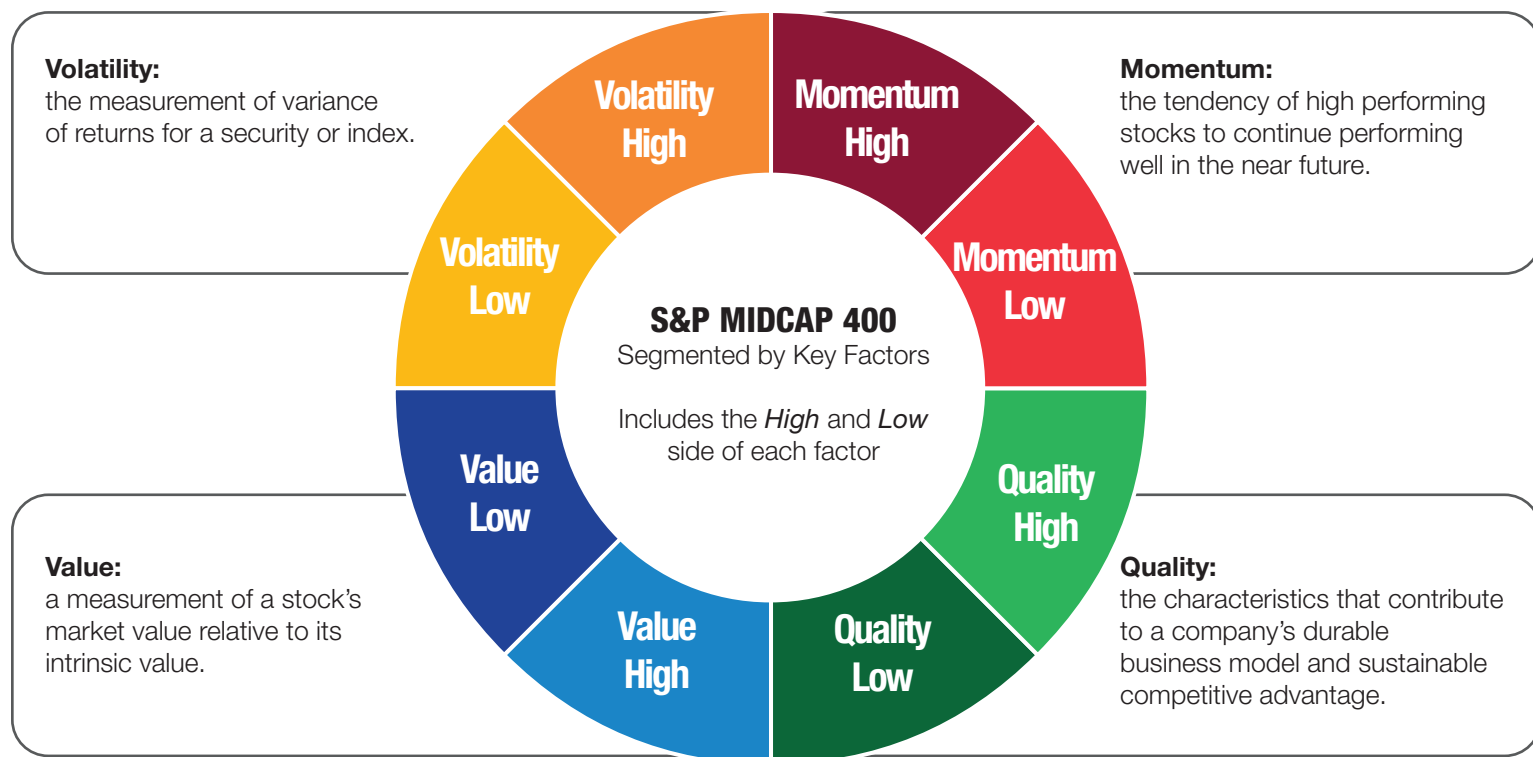 Volatility:
the measurement of variance
of returns for a security or index.
Volatility
High
Momentum
High
Momentum:
the tendency of high performing
stocks to continue performing
well in the near future.
Volatility
Low
Momentum
Low
S&P MIDCAP 400
Segmented by Key Factors
Includes the High and Low
side of each factor
Value
Low
Quality
High
Value:
a measurement of a stock’s
market value relative to its
intrinsic value.
Value
High
Quality
Low
Quality:
the characteristics that contribute
to a company’s durable
business model and sustainable
competitive advantage.